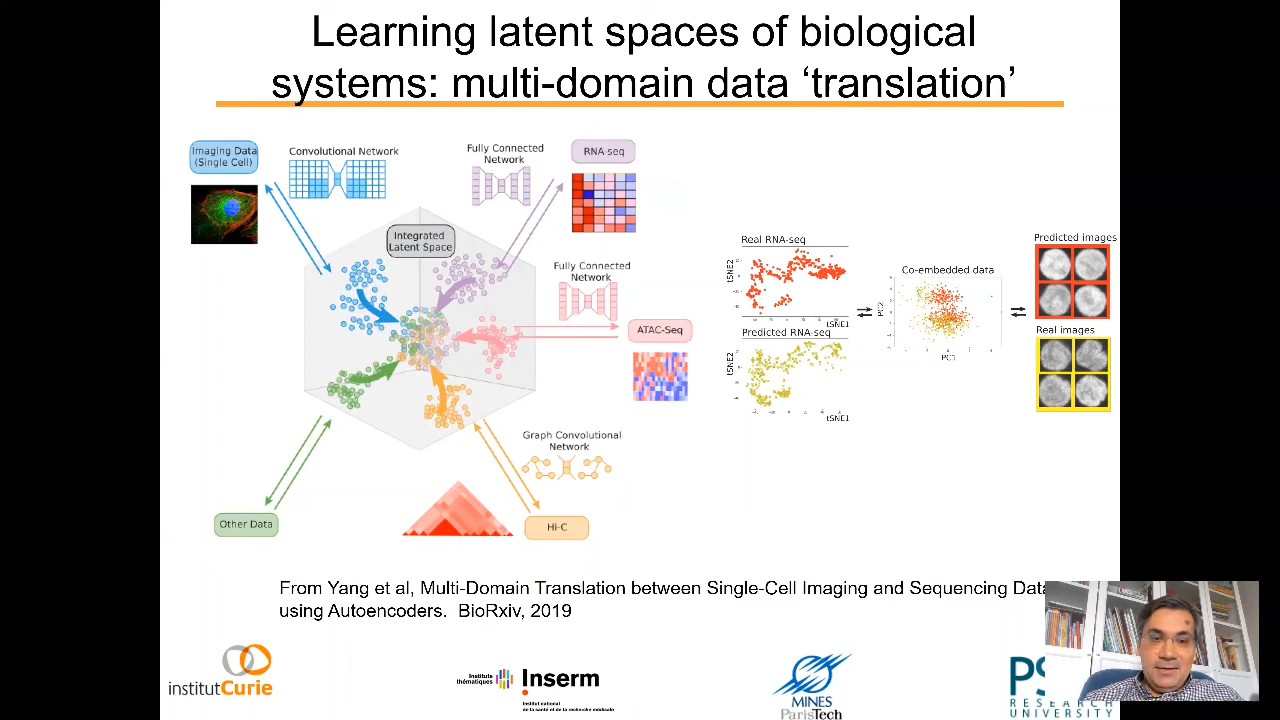 Learning latent spaces of biological
systems: multi-domain data ‘translation’
Imaging Data
(Single Cell)
Convolutional Network
Fully Connected
Network
RNA-seq
Integrated
Latent Space
Fully Connected
Network
ATAC-Seq
Graph Convolutional
Network
Other Data
Hi-C
Real RNA-seq
tSNE2
tSNE1
Predicted RNA-seq
tSNE2
tSNE1
Co-embedded data
PC2
PC1
Predicted images
Real images
From Yang et al, Multi-Domain Translation between Single-Cell Imaging and Sequencing Data
using Autoencoders. BioRxiv, 2019
institutCurie
Instituts
thématiques
Inserm
Institut national
de la santé et de la recherche médicale
MINES
ParisTech
PS
RESEARCH
UNIVERSITY